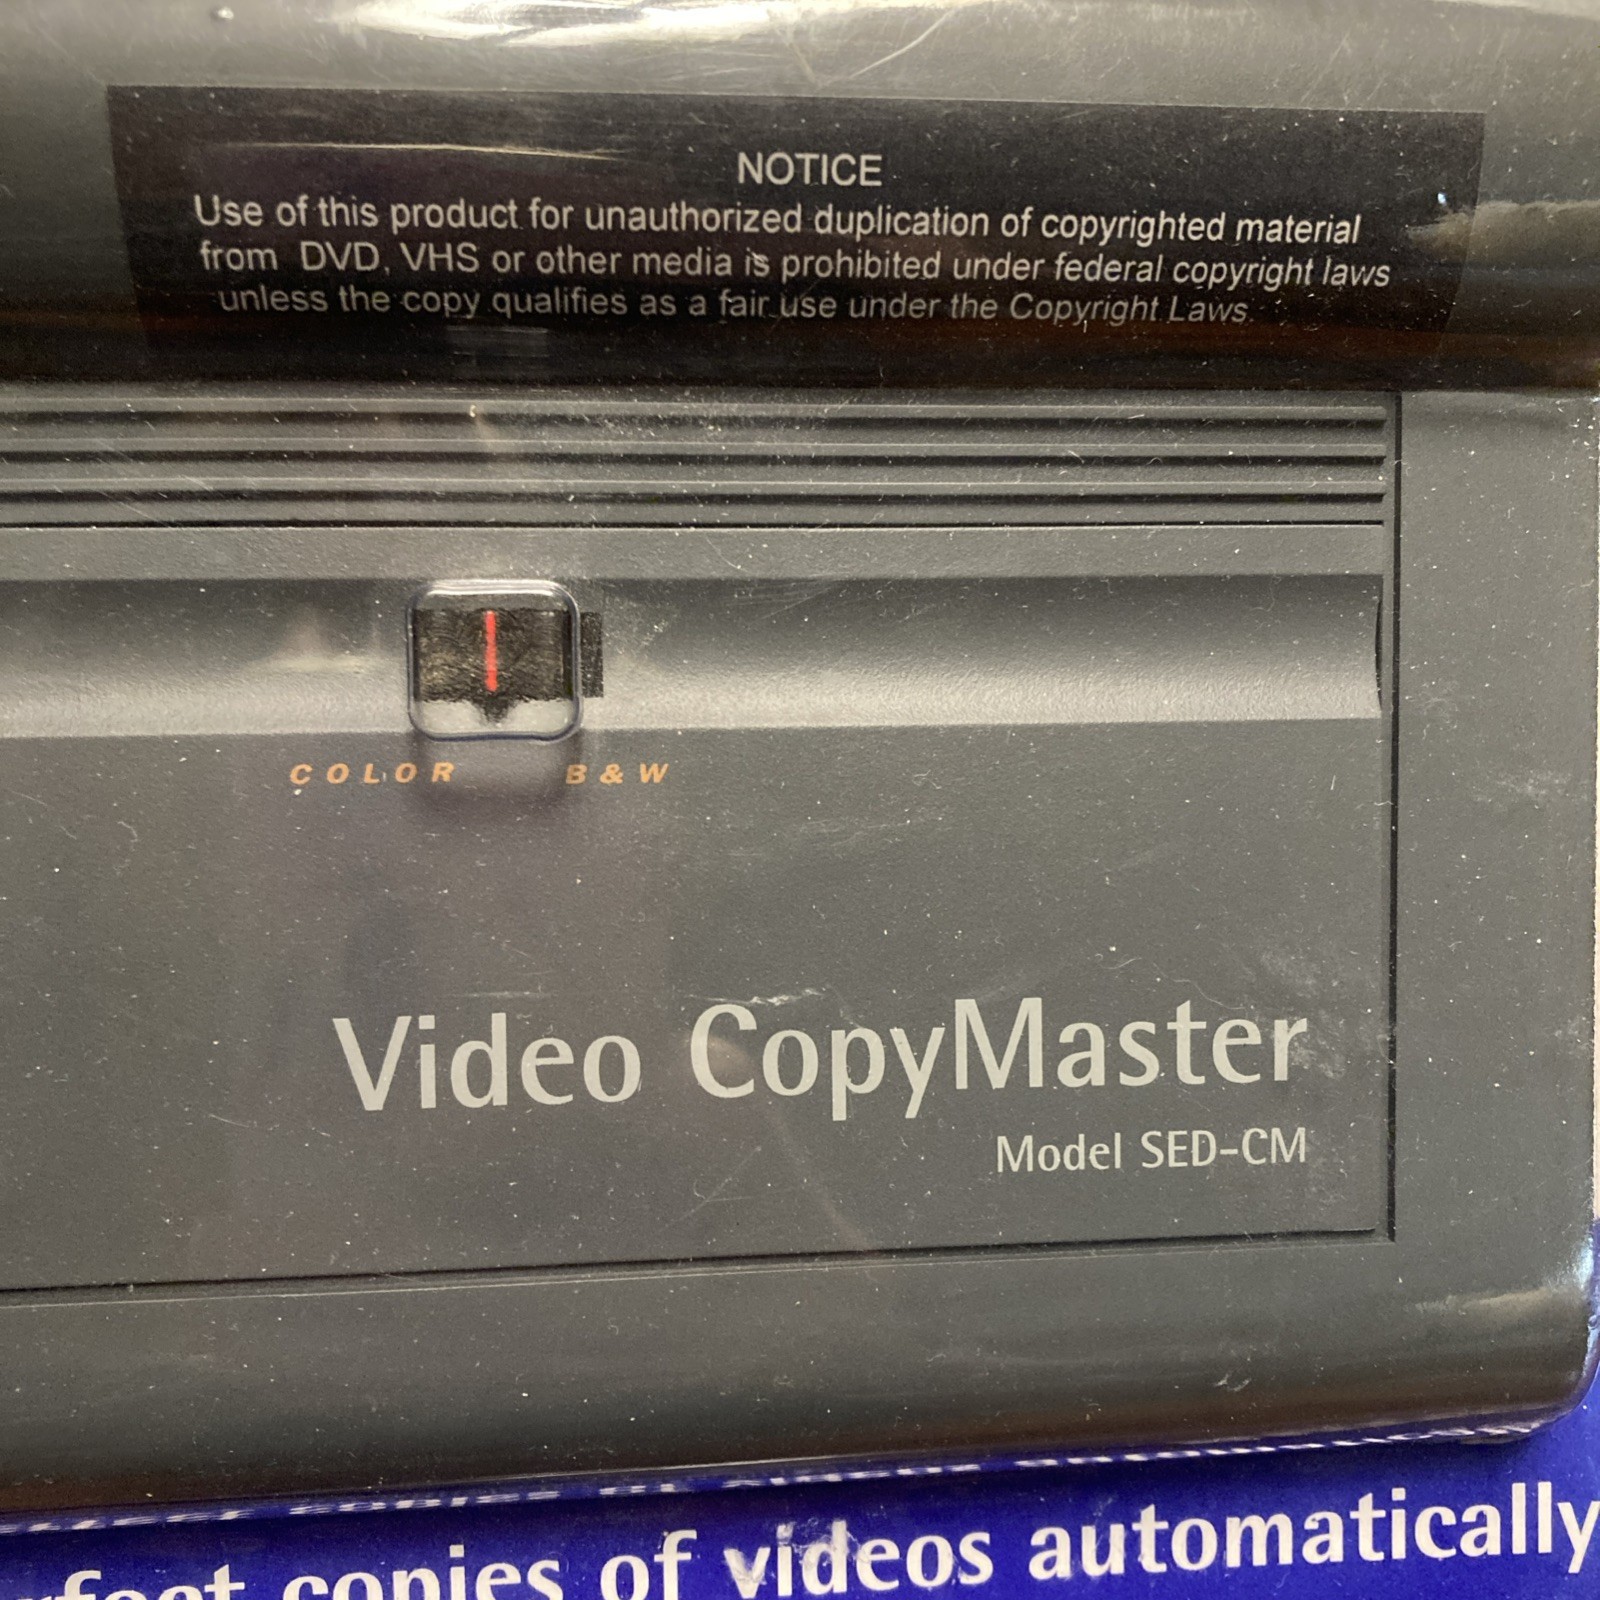 NOTICE
Use of this product for unauthorized duplication of copyrighted material
from DVD, VHS or other media is prohibited under federal copyright laws
unless the copy qualifies as a fair use under the Copyright Laws.
COLOR B & W
Video CopyMaster
Model SED-CM
copies of videos automatically